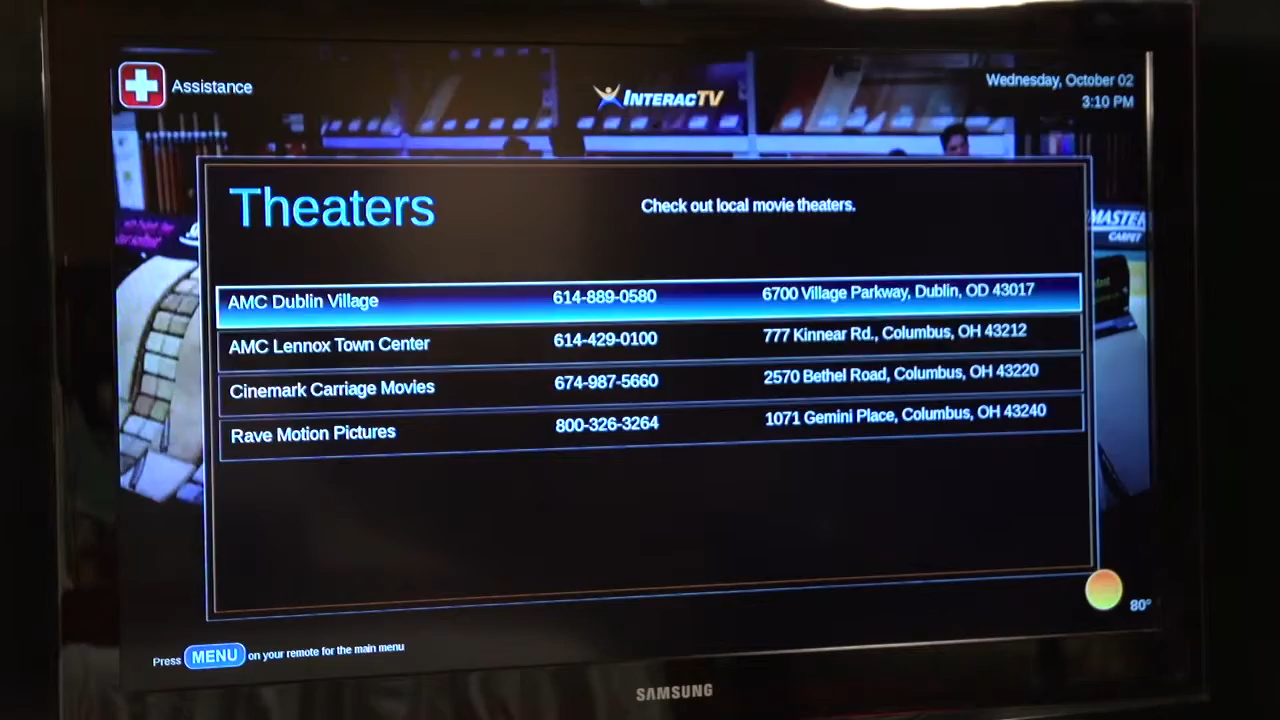 Assistance
INTERACTV
Wednesday, October 02
3:10 PM
Theaters
Check out local movie theaters.
AMC Dublin Village 614-889-0580 6700 Village Parkway, Dublin, OD 43017
AMC Lennox Town Center 614-429-0100 777 Kinnear Rd., Columbus, OH 43212
Cinemark Carriage Movies 674-987-5660 2570 Bethel Road, Columbus, OH 43220
Rave Motion Pictures 800-326-3264 1071 Gemini Place, Columbus, OH 43240
MASTER
CARPET
80°
Press MENU on your remote for the main menu
SAMSUNG